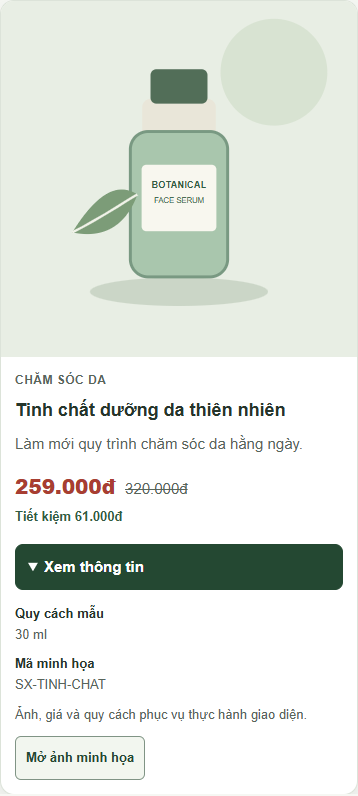 BOTANICAL
FACE SERUM
CHĂM SÓC DA
Tinh chất dưỡng da thiên nhiên
Làm mới quy trình chăm sóc da hằng ngày.
259.000đ 320.000đ
Tiết kiệm 61.000đ
▼ Xem thông tin
Quy cách mẫu
30 ml
Mã minh họa
SX-TINH-CHAT
Ảnh, giá và quy cách phục vụ thực hành giao diện.
Mở ảnh minh họa